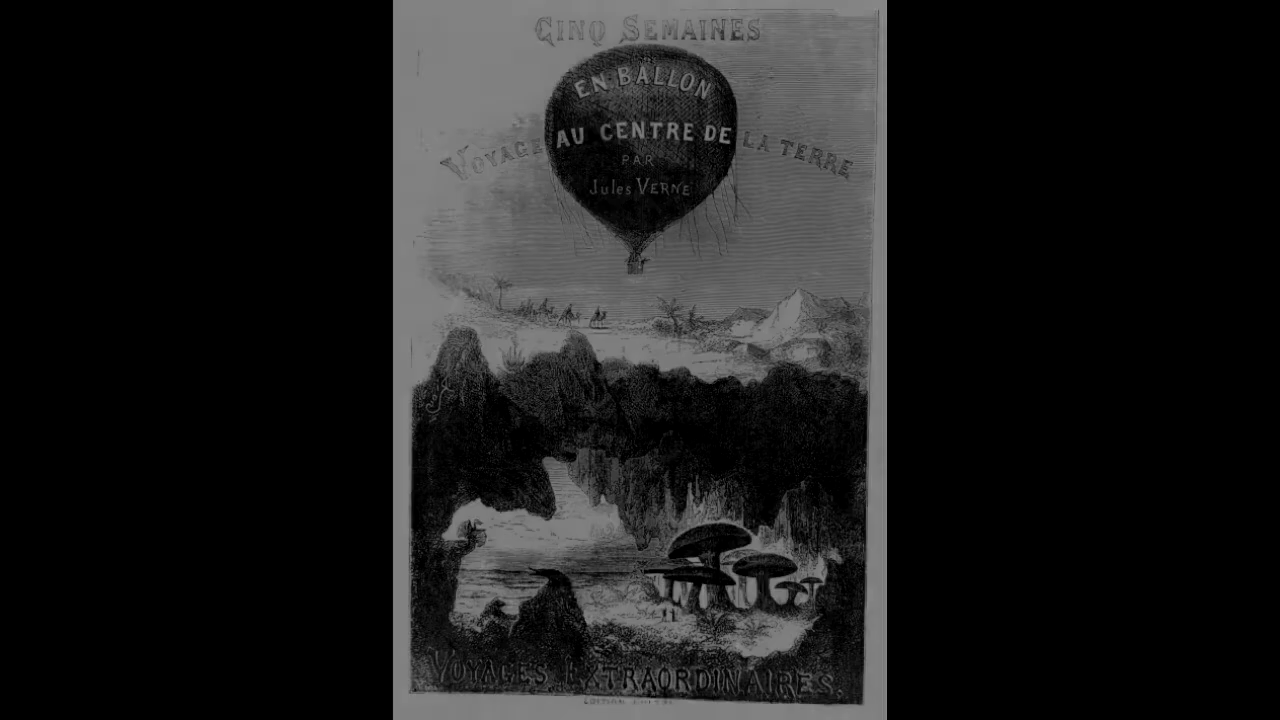 CINQ SEMAINES
EN BALLON
VOYAGE AU CENTRE DE LA TERRE
PAR
Jules VERNE
VOYAGES EXTRAORDINAIRES.